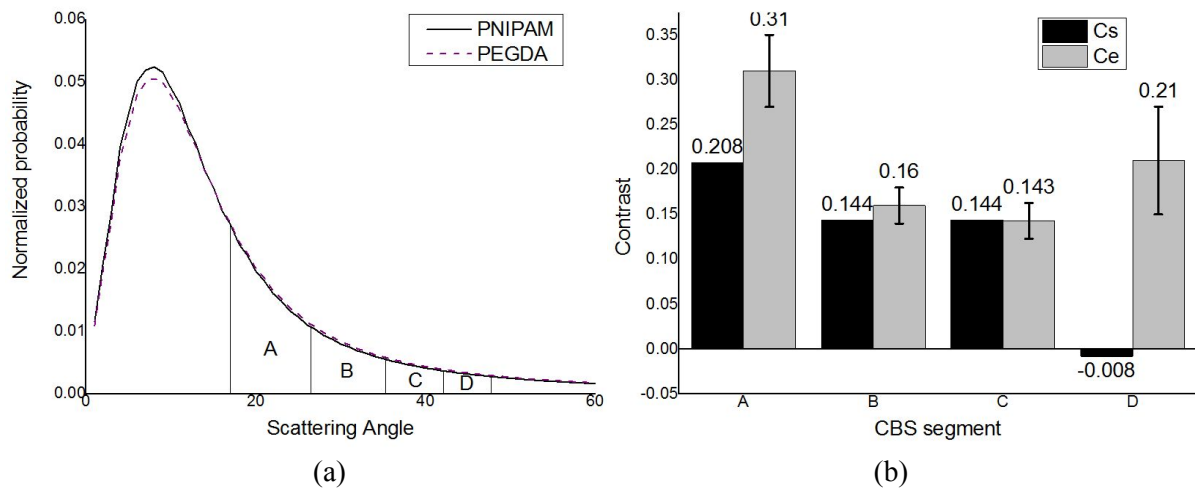 0.06
0.05
0.04
0.03
0.02
0.01
0.00
Normalized probability
PNIPAM
PEGDA
A
B
C
D
0
20
40
60
Scattering Angle
(a)
0.35
0.30
0.25
0.20
0.15
0.10
0.05
0.00
-0.05
Contrast
Cs
Ce
0.31
0.208
0.144
0.16
0.144
0.143
0.21
-0.008
A
B
C
D
CBS segment
(b)